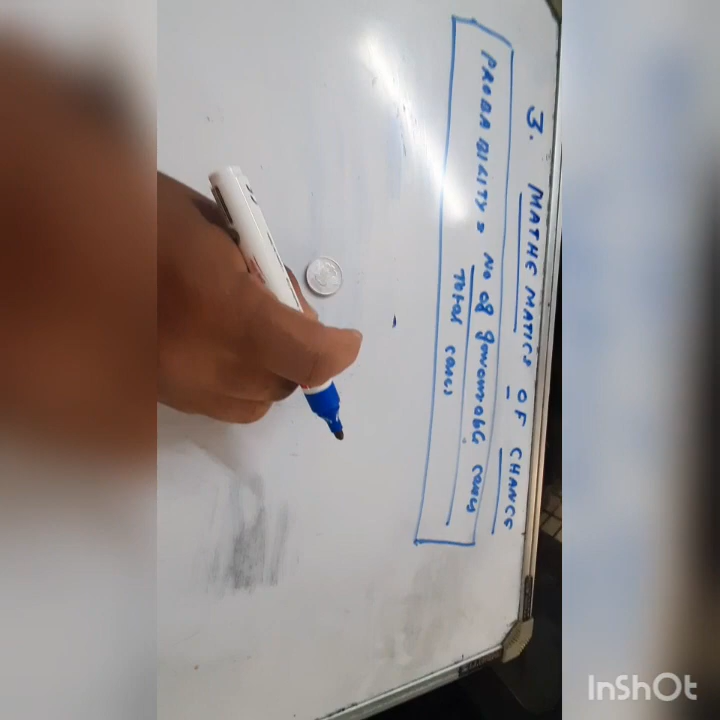 3. MATHEMATICS OF CHANCE
PROBABILITY = No of favourable cases
Total cases
InShOt